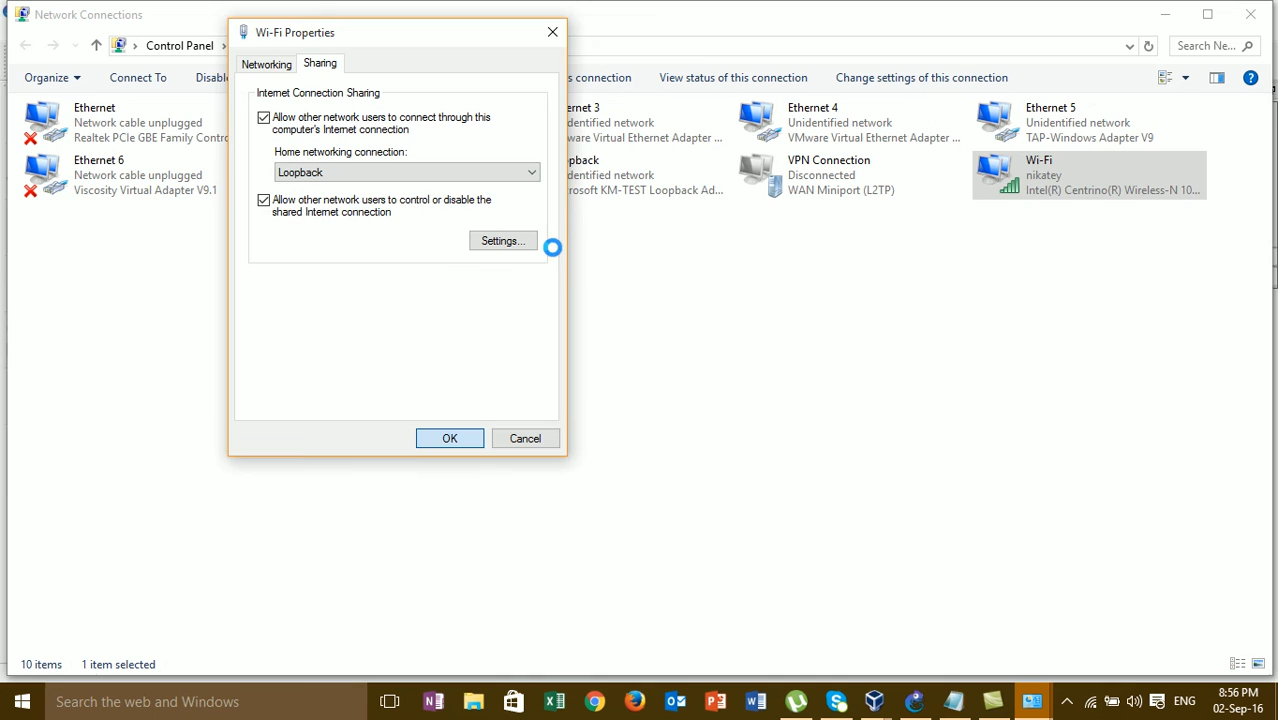 Network Connections
Wi-Fi Properties
Control Panel
Search Ne...
Networking
Sharing
Organize
Connect To
this connection
View status of this connection
Change settings of this connection
Internet Connection Sharing
Allow other network users to connect through this
computer's Internet connection
Home networking connection:
Loopback
Allow other network users to control or disable the
shared Internet connection
Settings...
OK
Cancel
Ethernet
Network cable unplugged
Realtek PCIe GBE Family Contro
3
Unidentified network
Virtual Ethernet Adapter
Ethernet 4
Unidentified network
VMware Virtual Ethernet Adapter ...
Ethernet 5
Unidentified network
TAP-Windows Adapter V9
Ethernet 6
Network cable unplugged
Viscosity Virtual Adapter V9.1
network
KM-TEST Loopback Ad...
VPN Connection
Disconnected
WAN Miniport (L2TP)
Wi-Fi
nikatey
Intel(R) Centrino(R) Wireless-N 10...
10 items
1 item selected
Search the web and Windows
ENG
8:56 PM
02-Sep-16